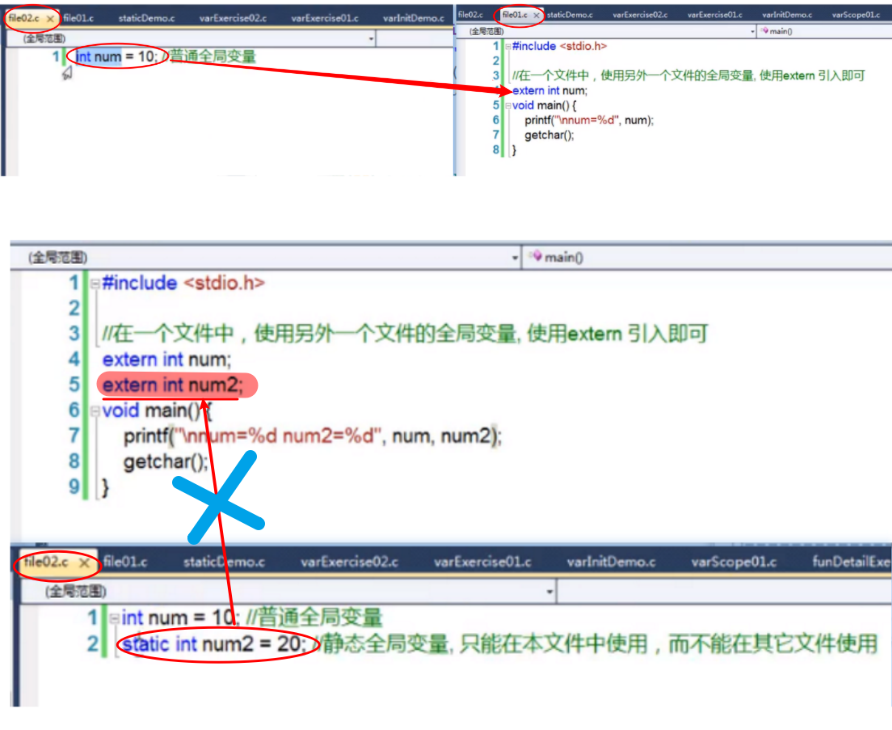 file02.c × file01.c staticDemo.c varExercise02.c varExercise01.c varInitDemo.c
(全局范围)
1 int num = 10; //普通全局变量
file02.c file01.c × staticDemo.c varExercise02.c varExercise01.c varInitDemo.c varScope01.c
(全局范围) main()
1 #include <stdio.h>
2
3 //在一个文件中，使用另外一个文件的全局变量, 使用extern 引入即可
extern int num;
5 void main() {
6 printf("\nnum=%d", num);
7 getchar();
8 }
(全局范围) main()
1 #include <stdio.h>
2
3 //在一个文件中，使用另外一个文件的全局变量, 使用extern 引入即可
4 extern int num;
5 extern int num2;
6 void main() {
7 printf("\nnum=%d num2=%d", num, num2);
8 getchar();
9 }
file02.c × file01.c staticDemo.c varExercise02.c varExercise01.c varInitDemo.c varScope01.c funDetailExe
(全局范围)
1 int num = 10; //普通全局变量
2 static int num2 = 20; //静态全局变量, 只能在本文件中使用，而不能在其它文件使用